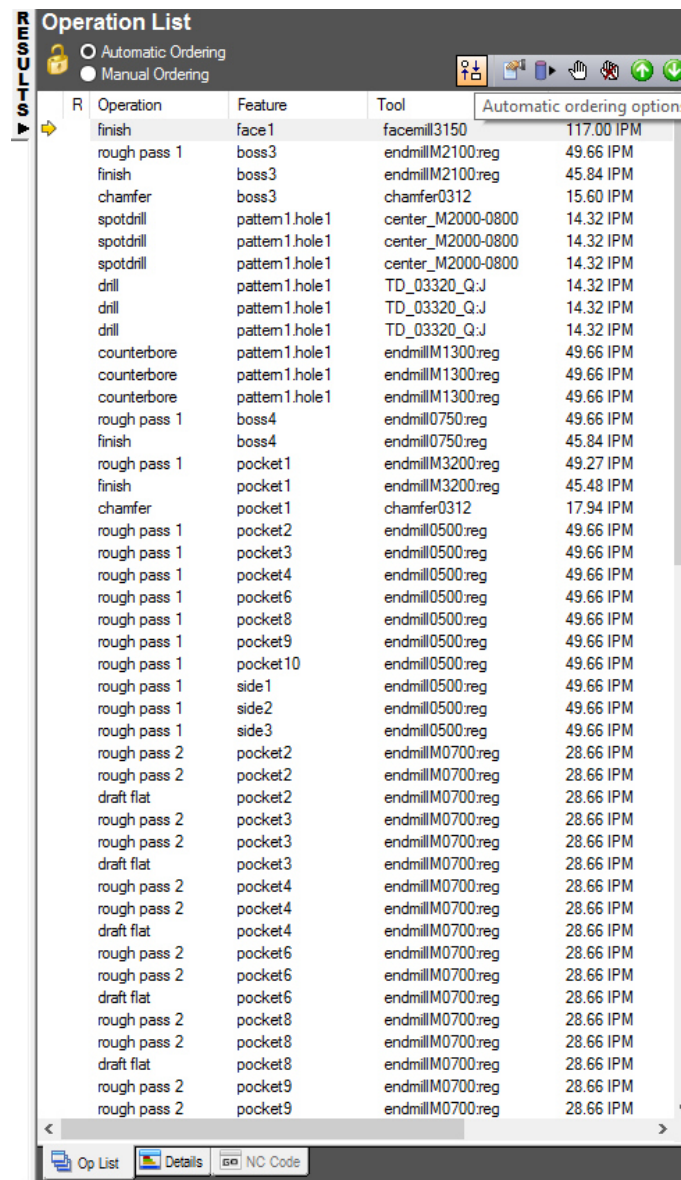 RESULTS
Operation List
Automatic Ordering
Manual Ordering
R Operation Feature Tool
Automatic ordering option
finish face1 facemill3150 117.00 IPM
rough pass 1 boss3 endmillM2100:reg 49.66 IPM
finish boss3 endmillM2100:reg 45.84 IPM
chamfer boss3 chamfer0312 15.60 IPM
spotdrill pattern1.hole1 center_M2000-0800 14.32 IPM
spotdrill pattern1.hole1 center_M2000-0800 14.32 IPM
spotdrill pattern1.hole1 center_M2000-0800 14.32 IPM
drill pattern1.hole1 TD_03320_Q:J 14.32 IPM
drill pattern1.hole1 TD_03320_Q:J 14.32 IPM
drill pattern1.hole1 TD_03320_Q:J 14.32 IPM
counterbore pattern1.hole1 endmillM1300:reg 49.66 IPM
counterbore pattern1.hole1 endmillM1300:reg 49.66 IPM
counterbore pattern1.hole1 endmillM1300:reg 49.66 IPM
rough pass 1 boss4 endmill0750:reg 49.66 IPM
finish boss4 endmill0750:reg 45.84 IPM
rough pass 1 pocket1 endmillM3200:reg 49.27 IPM
finish pocket1 endmillM3200:reg 45.48 IPM
chamfer pocket1 chamfer0312 17.94 IPM
rough pass 1 pocket2 endmill0500:reg 49.66 IPM
rough pass 1 pocket3 endmill0500:reg 49.66 IPM
rough pass 1 pocket4 endmill0500:reg 49.66 IPM
rough pass 1 pocket6 endmill0500:reg 49.66 IPM
rough pass 1 pocket8 endmill0500:reg 49.66 IPM
rough pass 1 pocket9 endmill0500:reg 49.66 IPM
rough pass 1 pocket10 endmill0500:reg 49.66 IPM
rough pass 1 side1 endmill0500:reg 49.66 IPM
rough pass 1 side2 endmill0500:reg 49.66 IPM
rough pass 1 side3 endmill0500:reg 49.66 IPM
rough pass 2 pocket2 endmillM0700:reg 28.66 IPM
rough pass 2 pocket2 endmillM0700:reg 28.66 IPM
draft flat pocket2 endmillM0700:reg 28.66 IPM
rough pass 2 pocket3 endmillM0700:reg 28.66 IPM
rough pass 2 pocket3 endmillM0700:reg 28.66 IPM
draft flat pocket3 endmillM0700:reg 28.66 IPM
rough pass 2 pocket4 endmillM0700:reg 28.66 IPM
rough pass 2 pocket4 endmillM0700:reg 28.66 IPM
draft flat pocket4 endmillM0700:reg 28.66 IPM
rough pass 2 pocket6 endmillM0700:reg 28.66 IPM
rough pass 2 pocket6 endmillM0700:reg 28.66 IPM
draft flat pocket6 endmillM0700:reg 28.66 IPM
rough pass 2 pocket8 endmillM0700:reg 28.66 IPM
rough pass 2 pocket8 endmillM0700:reg 28.66 IPM
draft flat pocket8 endmillM0700:reg 28.66 IPM
rough pass 2 pocket9 endmillM0700:reg 28.66 IPM
rough pass 2 pocket9 endmillM0700:reg 28.66 IPM
Op List Details GO NC Code